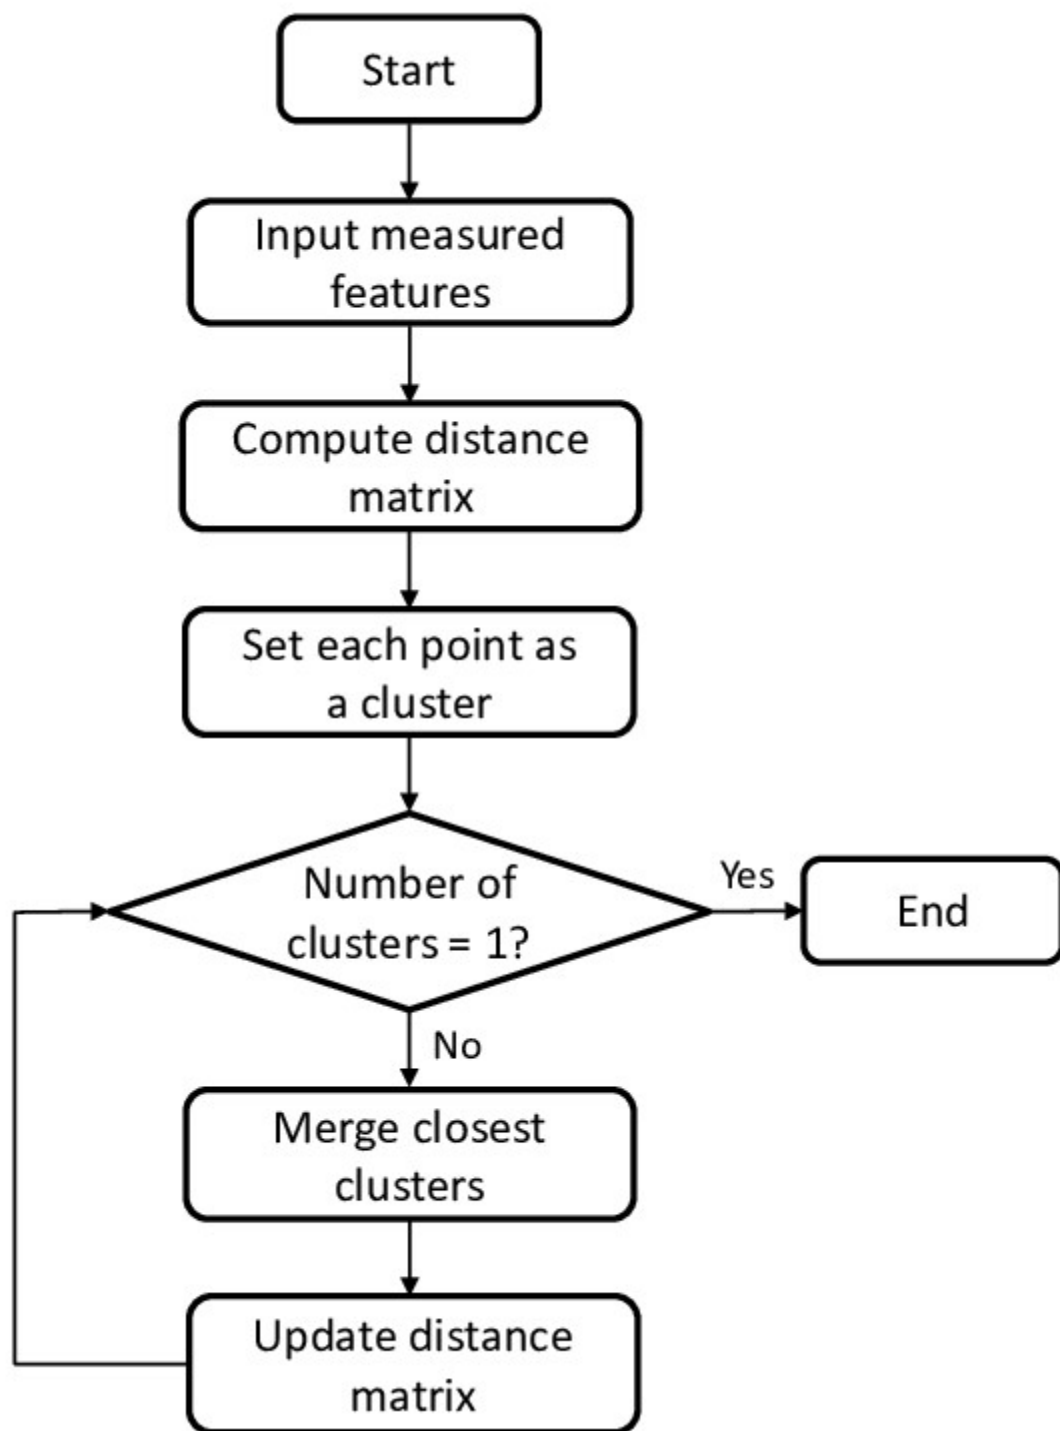 Start
Input measured
features
Compute distance
matrix
Set each point as
a cluster
Number of
clusters = 1?
Yes
End
No
Merge closest
clusters
Update distance
matrix